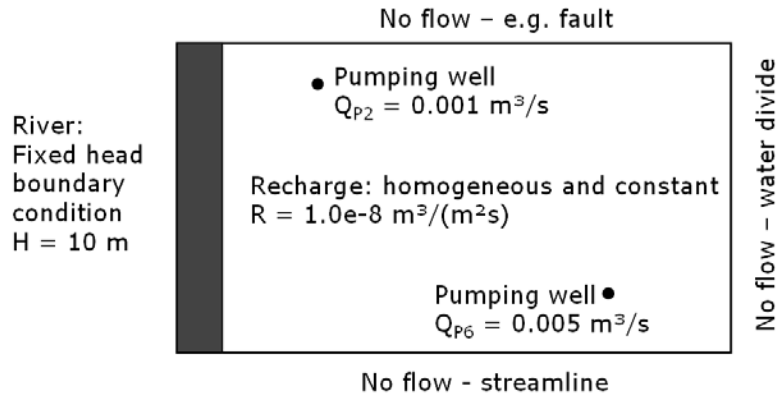 No flow – e.g. fault
Pumping well
Q_P2 = 0.001 m³/s
River:
Fixed head
boundary
condition
H = 10 m
Recharge: homogeneous and constant
R = 1.0e-8 m³/(m²s)
Pumping well
Q_P6 = 0.005 m³/s
No flow – water divide
No flow - streamline